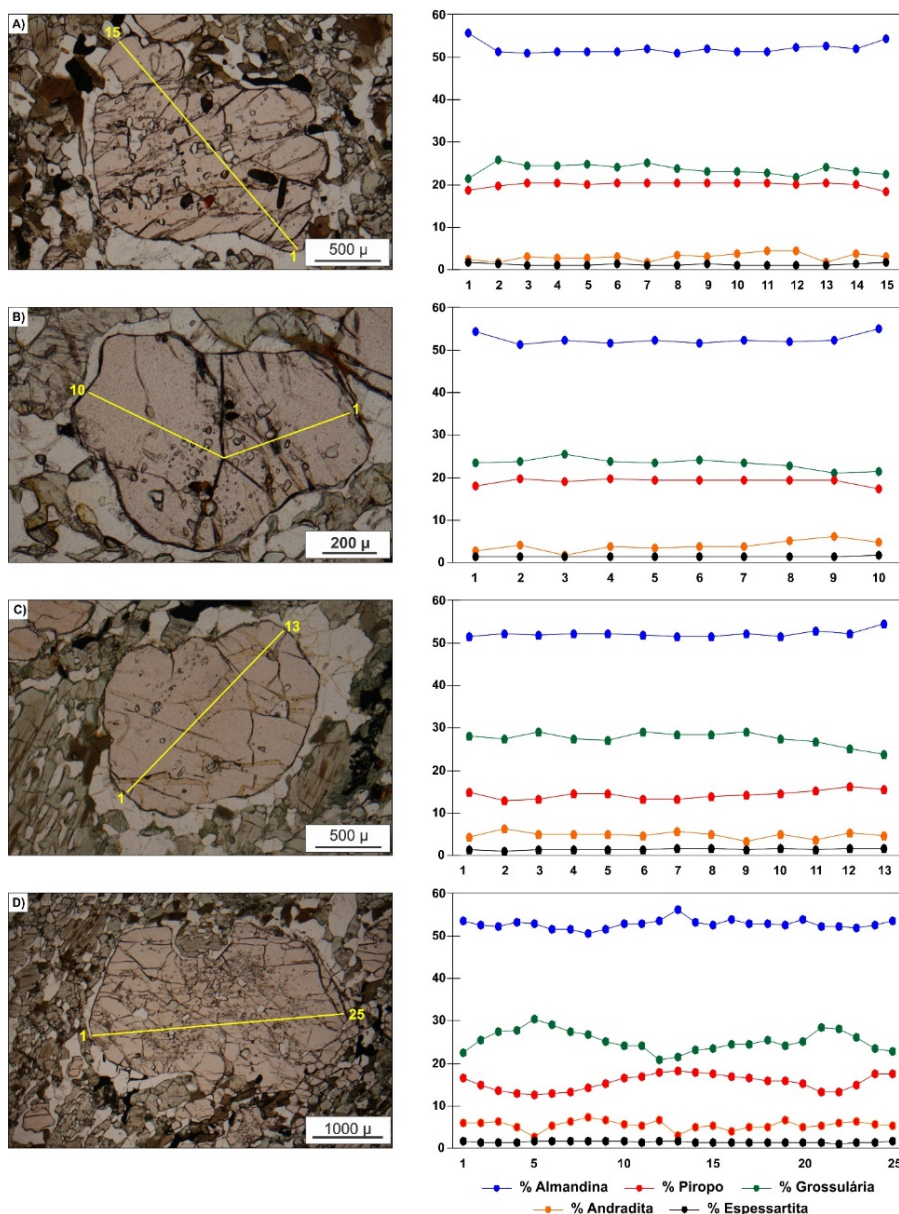 A)
15
1
500 µ
60
50
40
30
20
10
0
1 2 3 4 5 6 7 8 9 10 11 12 13 14 15
B)
10
1
200 µ
60
50
40
30
20
10
0
1 2 3 4 5 6 7 8 9 10
C)
13
1
500 µ
60
50
40
30
20
10
0
1 2 3 4 5 6 7 8 9 10 11 12 13
D)
1
25
1000 µ
60
50
40
30
20
10
0
1 5 10 15 20 25
% Almandina % Piropo % Grossulária
% Andradita % Espessartita